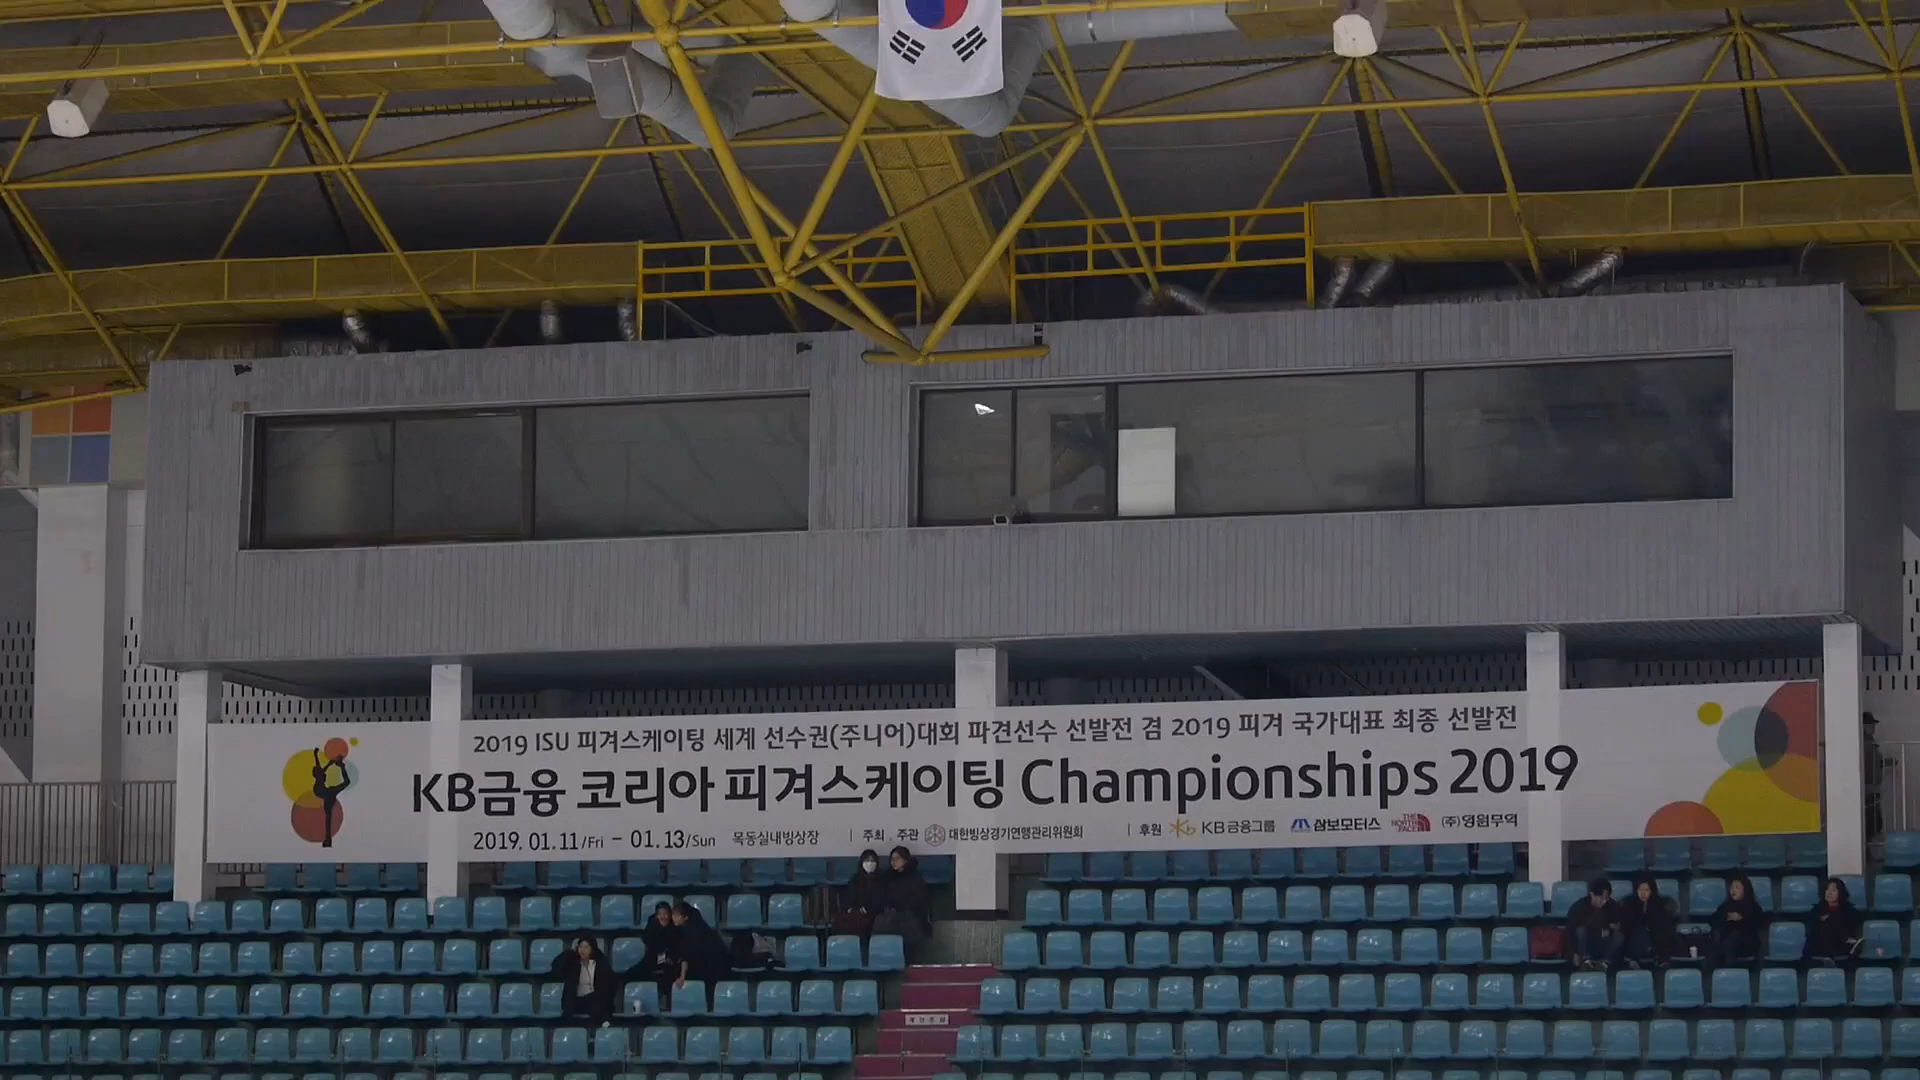 2019 ISU 피겨스케이팅 세계 선수권(주니어)대회 파견선수 선발전 겸 2019 피겨 국가대표 최종 선발전
KB금융 코리아 피겨스케이팅 Championships 2019
2019. 01.11/Fri - 01.13/Sun 목동실내빙상장 | 주최 . 주관 대한빙상경기연맹관리위원회 | 후원 KB금융그룹 삼보모터스 THE NORTH FACE (주)영원무역